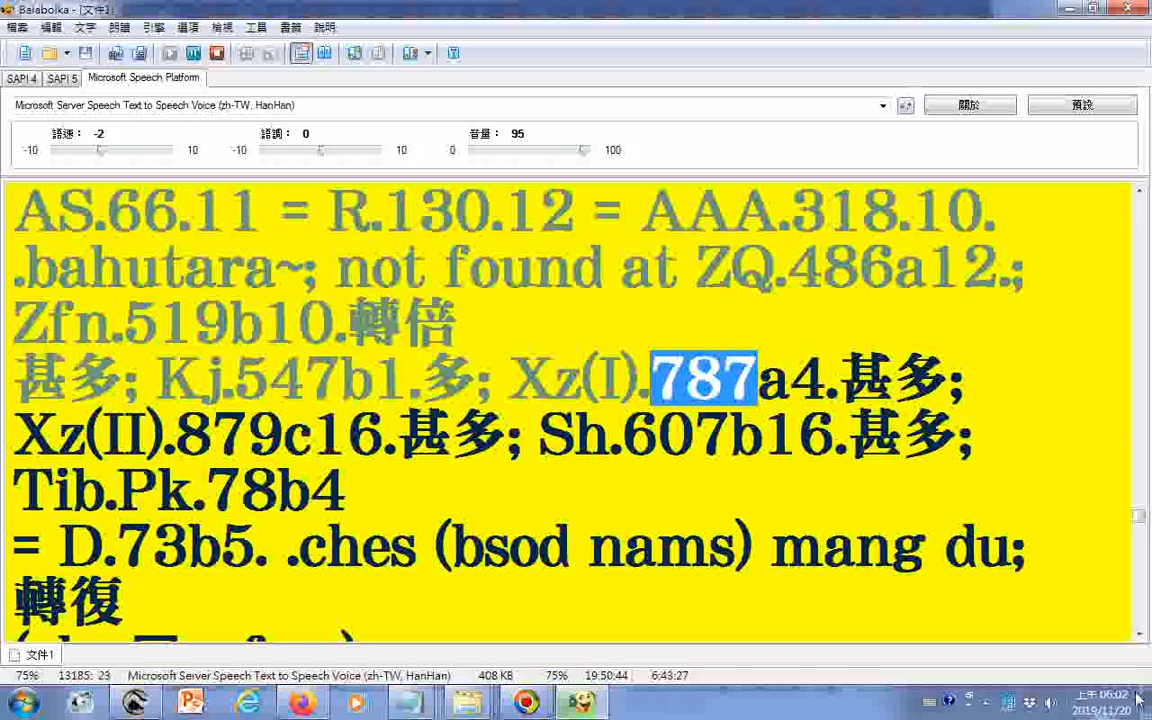 Balabolka - [文件1]
檔案 編輯 文字 朗讀 引擎 選項 檢視 工具 書籤 說明
SAPI 4 SAPI 5 Microsoft Speech Platform
Microsoft Server Speech Text to Speech Voice (zh-TW, HanHan) 關於 預設
語速： -2 語調： 0 音量： 95
-10 10 -10 10 0 100
AS.66.11 = R.130.12 = AAA.318.10.
.bahutara~; not found at ZQ.486a12.;
Zfn.519b10.轉倍
甚多; Kj.547b1.多; Xz(I).787a4.甚多;
Xz(II).879c16.甚多; Sh.607b16.甚多;
Tib.Pk.78b4
= D.73b5. .ches (bsod nams) mang du;
轉復
文件1
75% 13185: 23 Microsoft Server Speech Text to Speech Voice (zh-TW, HanHan) 408 KB 75% 19:50:44 6:43:27
上午 06:02
2019/11/20